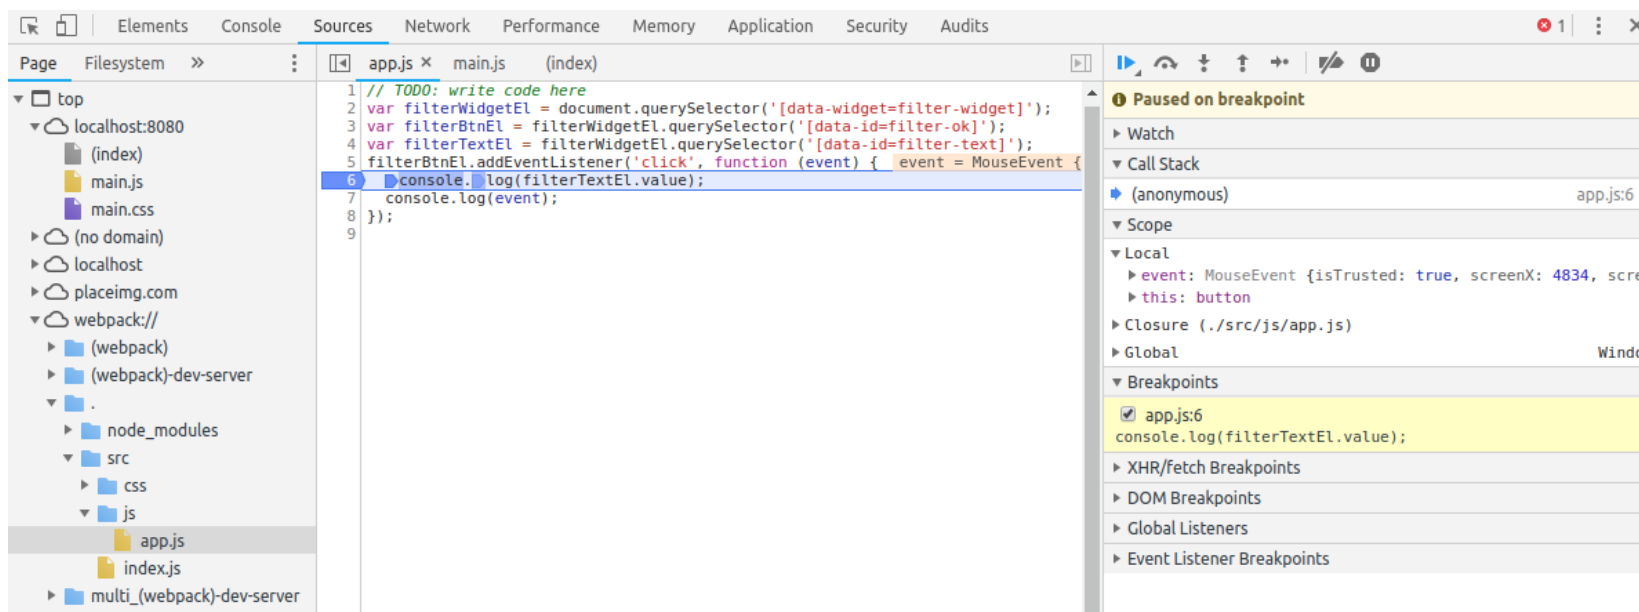 Elements Console Sources Network Performance Memory Application Security Audits 1
Page Filesystem »
top
localhost:8080
(index)
main.js
main.css
(no domain)
localhost
placeimg.com
webpack://
(webpack)
(webpack)-dev-server
.
node_modules
src
css
js
app.js
index.js
multi_(webpack)-dev-server
app.js × main.js (index)
1 // TODO: write code here
2 var filterWidgetEl = document.querySelector('[data-widget=filter-widget]');
3 var filterBtnEl = filterWidgetEl.querySelector('[data-id=filter-ok]');
4 var filterTextEl = filterWidgetEl.querySelector('[data-id=filter-text]');
5 filterBtnEl.addEventListener('click', function (event) { event = MouseEvent {
6 console.log(filterTextEl.value);
7 console.log(event);
8 });
9
Paused on breakpoint
Watch
Call Stack
(anonymous) app.js:6
Scope
Local
event: MouseEvent {isTrusted: true, screenX: 4834, scre
this: button
Closure (./src/js/app.js)
Global Windo
Breakpoints
app.js:6
console.log(filterTextEl.value);
XHR/fetch Breakpoints
DOM Breakpoints
Global Listeners
Event Listener Breakpoints